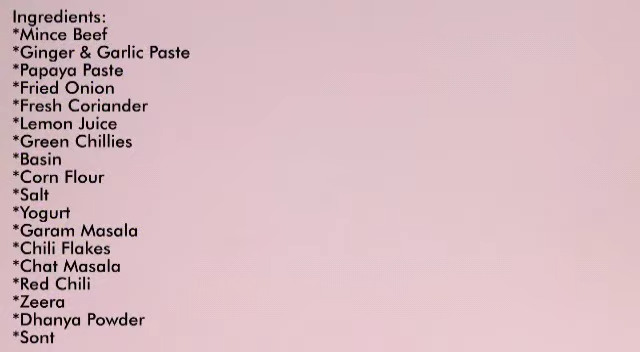 Ingredients:
*Mince Beef
*Ginger & Garlic Paste
*Papaya Paste
*Fried Onion
*Fresh Coriander
*Lemon Juice
*Green Chillies
*Basin
*Corn Flour
*Salt
*Yogurt
*Garam Masala
*Chili Flakes
*Chat Masala
*Red Chili
*Zeera
*Dhanya Powder
*Sont